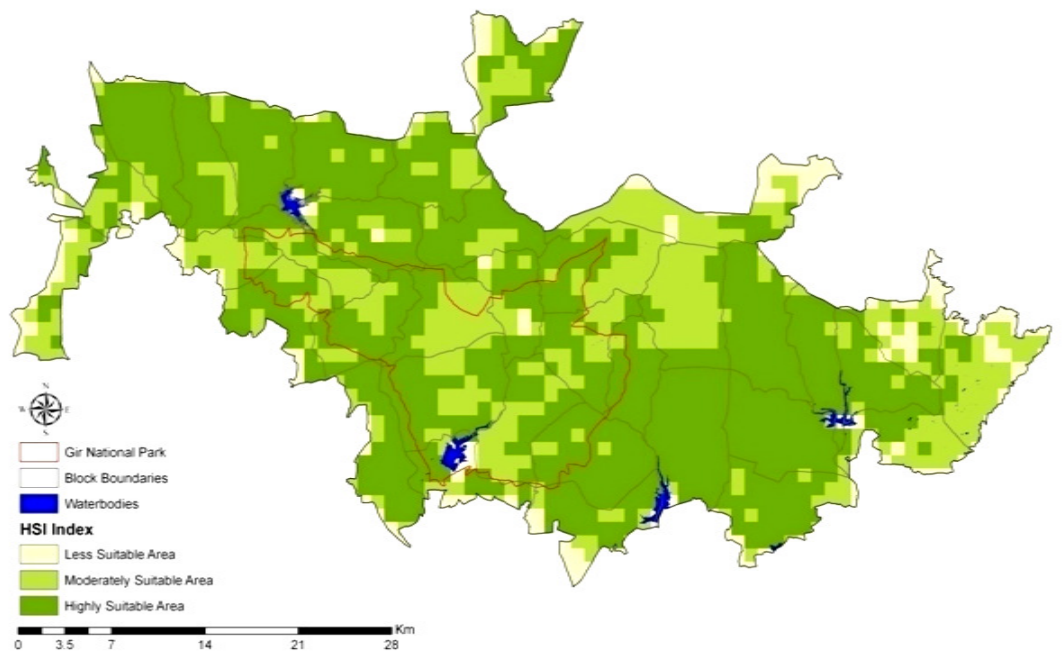 N
W E
S
Gir National Park
Block Boundaries
Waterbodies
HSI Index
Less Suitable Area
Moderately Suitable Area
Highly Suitable Area
Km
0 3.5 7 14 21 28